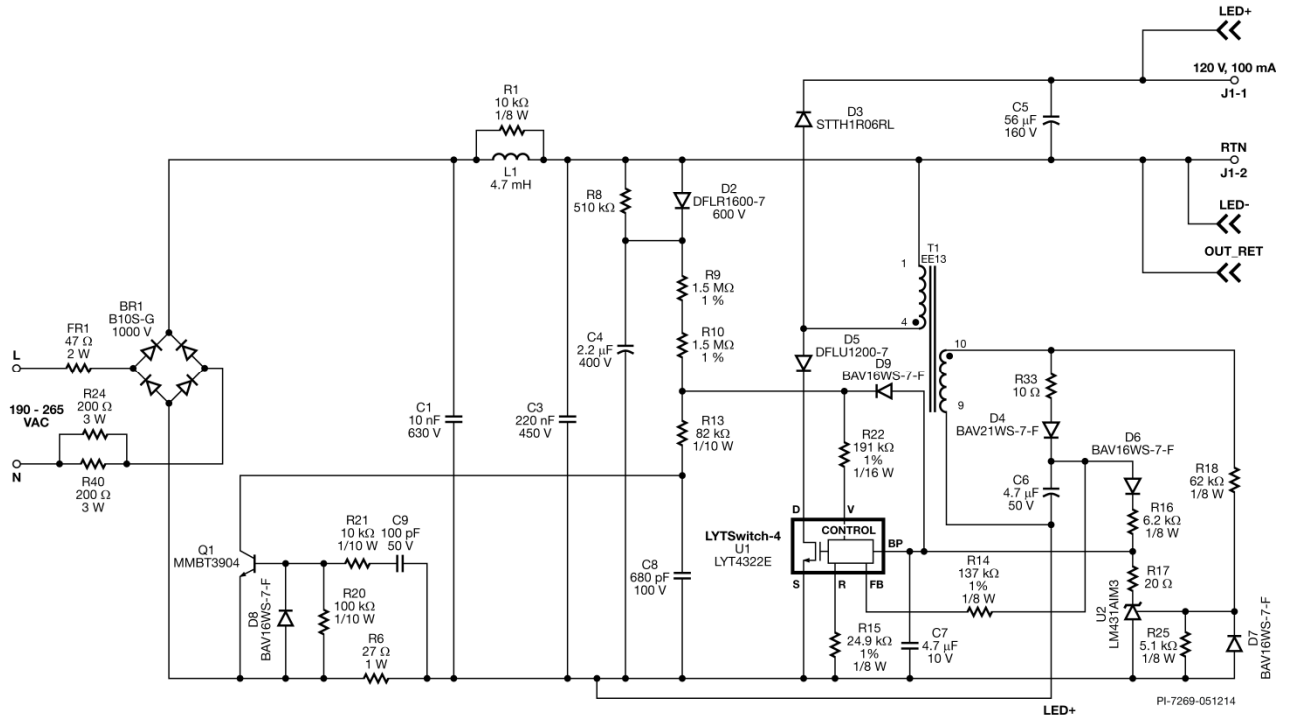 LED+
120 V, 100 mA
J1-1
D3
STTH1R06RL
C5
56 µF
160 V
R1
10 kΩ
1/8 W
L1
4.7 mH
RTN
J1-2
R8
510 kΩ
D2
DFLR1600-7
600 V
LED-
OUT_RET
T1
EE13
1
4
10
9
R9
1.5 MΩ
1 %
R10
1.5 MΩ
1 %
BR1
B10S-G
1000 V
FR1
47 Ω
2 W
L
R24
200 Ω
3 W
190 - 265
VAC
N
R40
200 Ω
3 W
C4
2.2 µF
400 V
D5
DFLU1200-7
D9
BAV16WS-7-F
R33
10 Ω
D4
BAV21WS-7-F
D6
BAV16WS-7-F
C1
10 nF
630 V
C3
220 nF
450 V
R13
82 kΩ
1/10 W
R22
191 kΩ
1%
1/16 W
C6
4.7 µF
50 V
R18
62 kΩ
1/8 W
R16
6.2 kΩ
1/8 W
Q1
MMBT3904
R21
10 kΩ
1/10 W
C9
100 pF
50 V
D
V
LYTSwitch-4
U1
LYT4322E
CONTROL
BP
S
R
FB
R14
137 kΩ
1%
1/8 W
R17
20 Ω
C8
680 pF
100 V
D8
BAV16WS-7-F
R20
100 kΩ
1/10 W
R6
27 Ω
1 W
R15
24.9 kΩ
1%
1/8 W
C7
4.7 µF
10 V
U2
LM431AIM3
R25
5.1 kΩ
1/8 W
D7
BAV16WS-7-F
LED+
PI-7269-051214